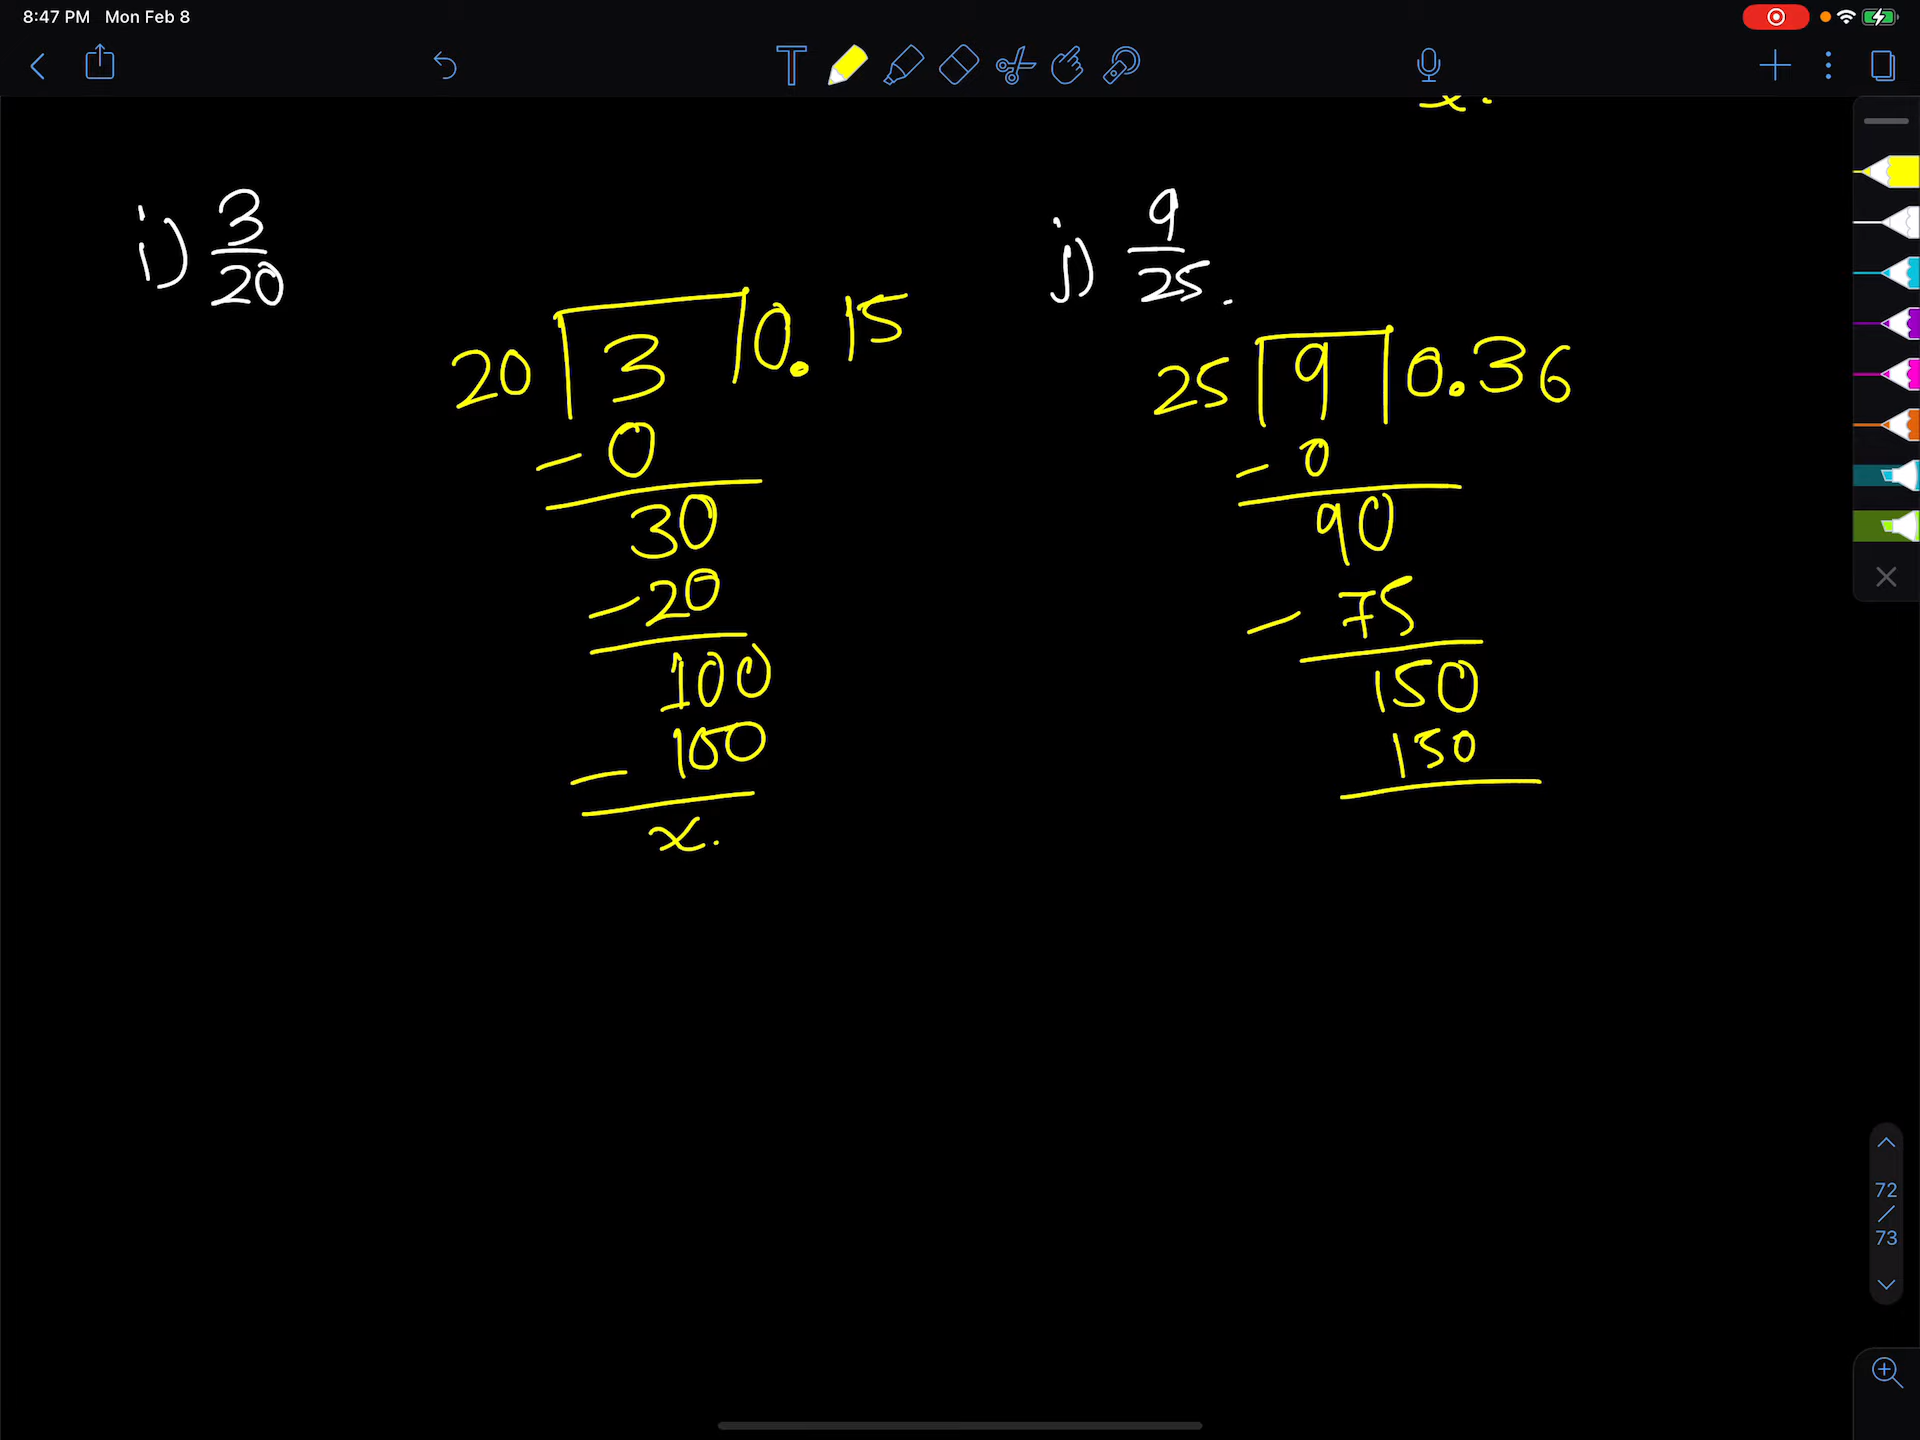 8:47 PM Mon Feb 8
x.
i) 3/20
20 | 3 | 0.15
- 0
30
- 20
100
- 100
x.
j) 9/25.
25 | 9 | 0.36
- 0
90
- 75
150
150
72
/
73